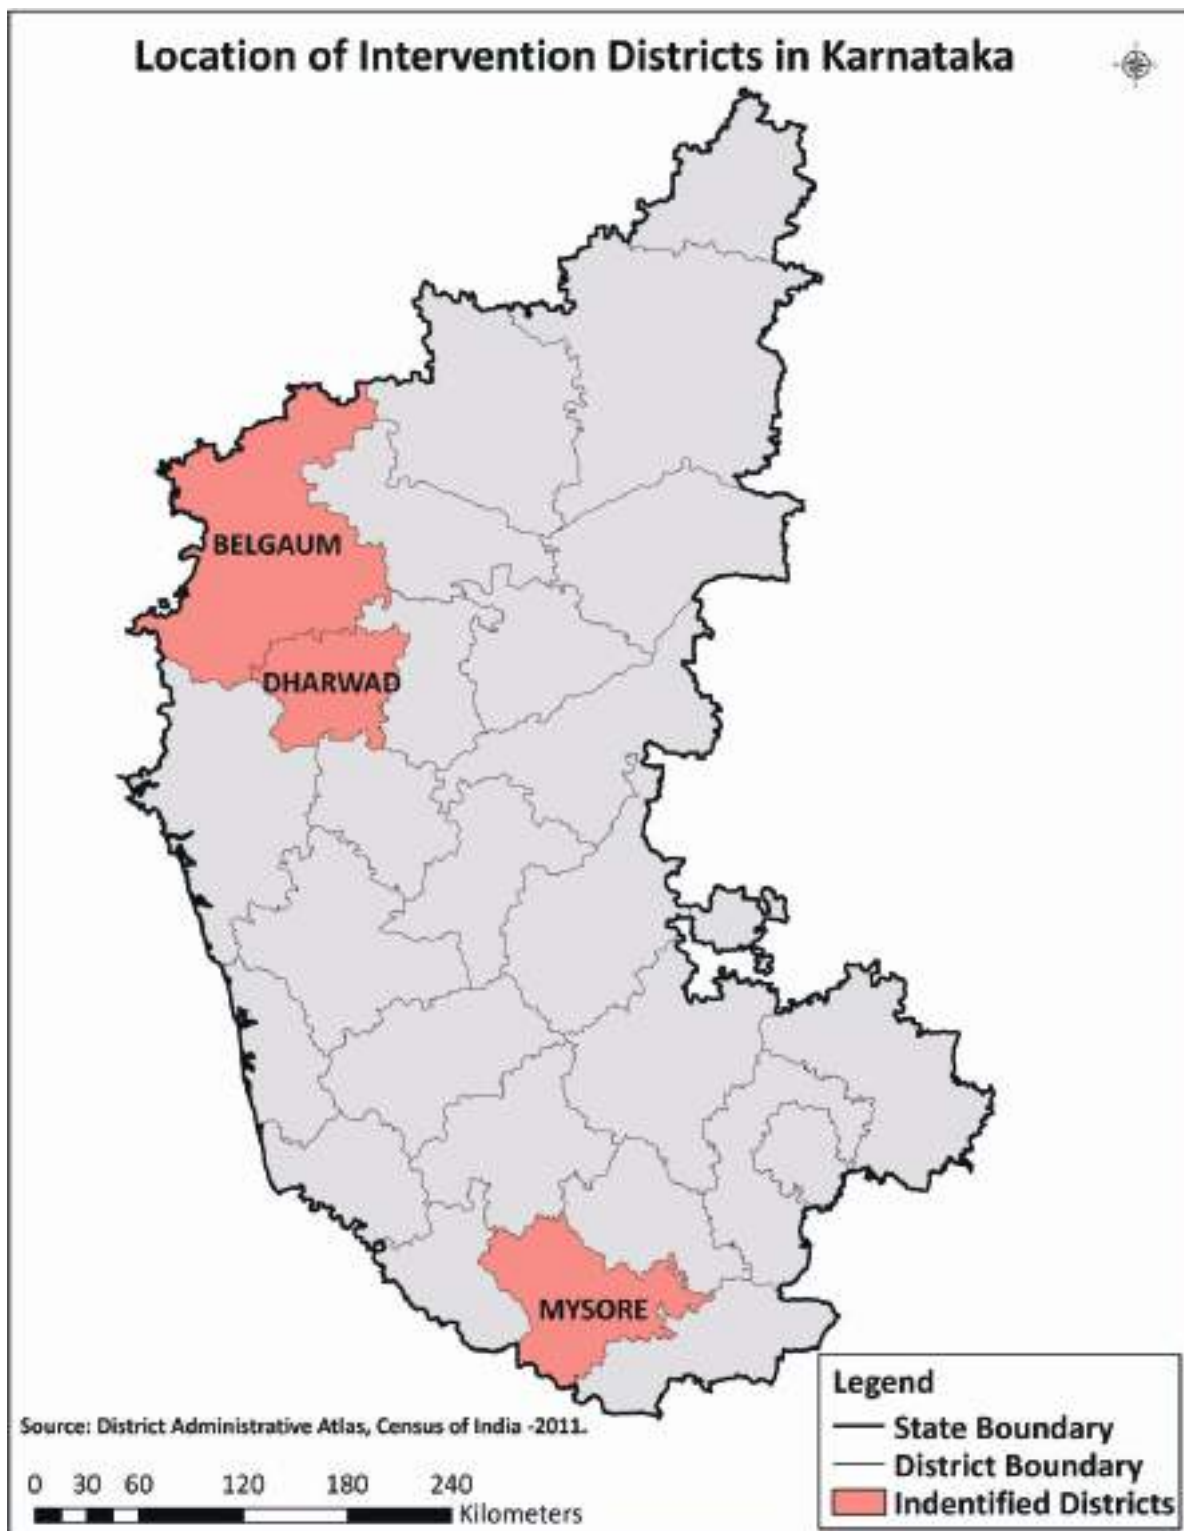 Location of Intervention Districts in Karnataka
BELGAUM
DHARWAD
MYSORE
Legend
State Boundary
District Boundary
Indentified Districts
Source: District Administrative Atlas, Census of India -2011.
0 30 60 120 180 240
Kilometers